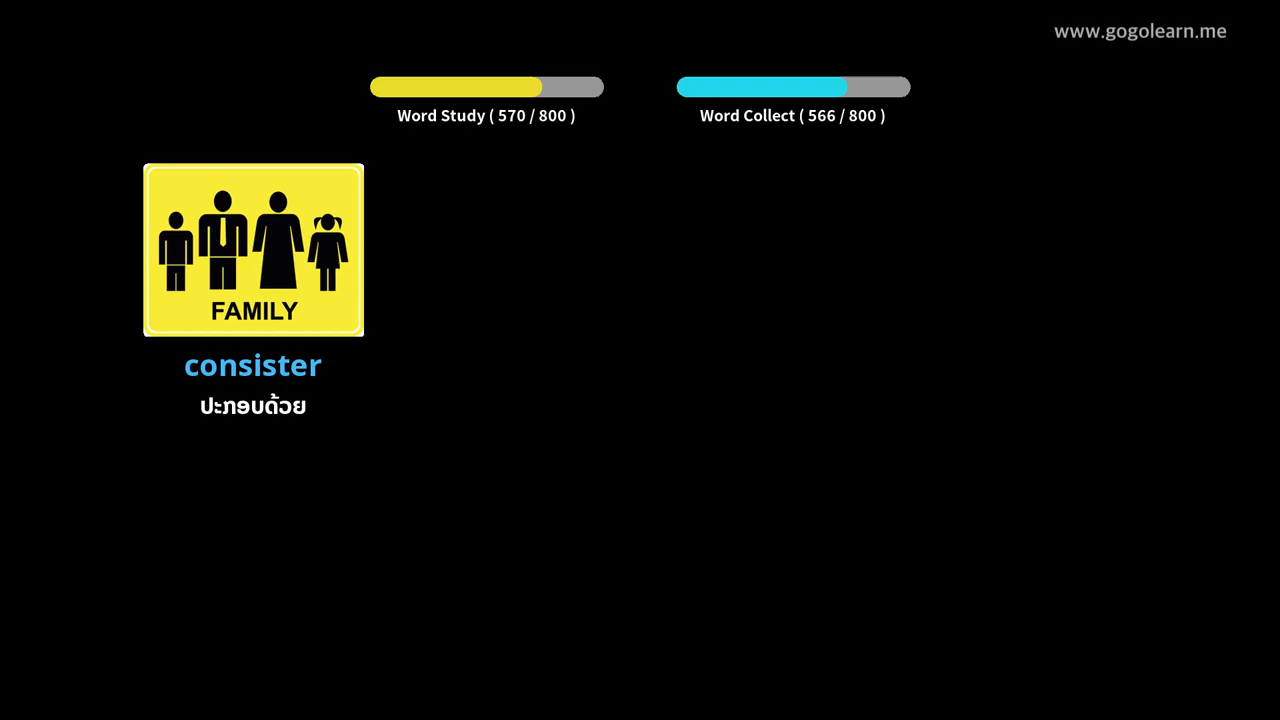 www.gogolearn.me
Word Study ( 570 / 800 )
Word Collect ( 566 / 800 )
FAMILY
consister
ປະກອບດ້ວຍ